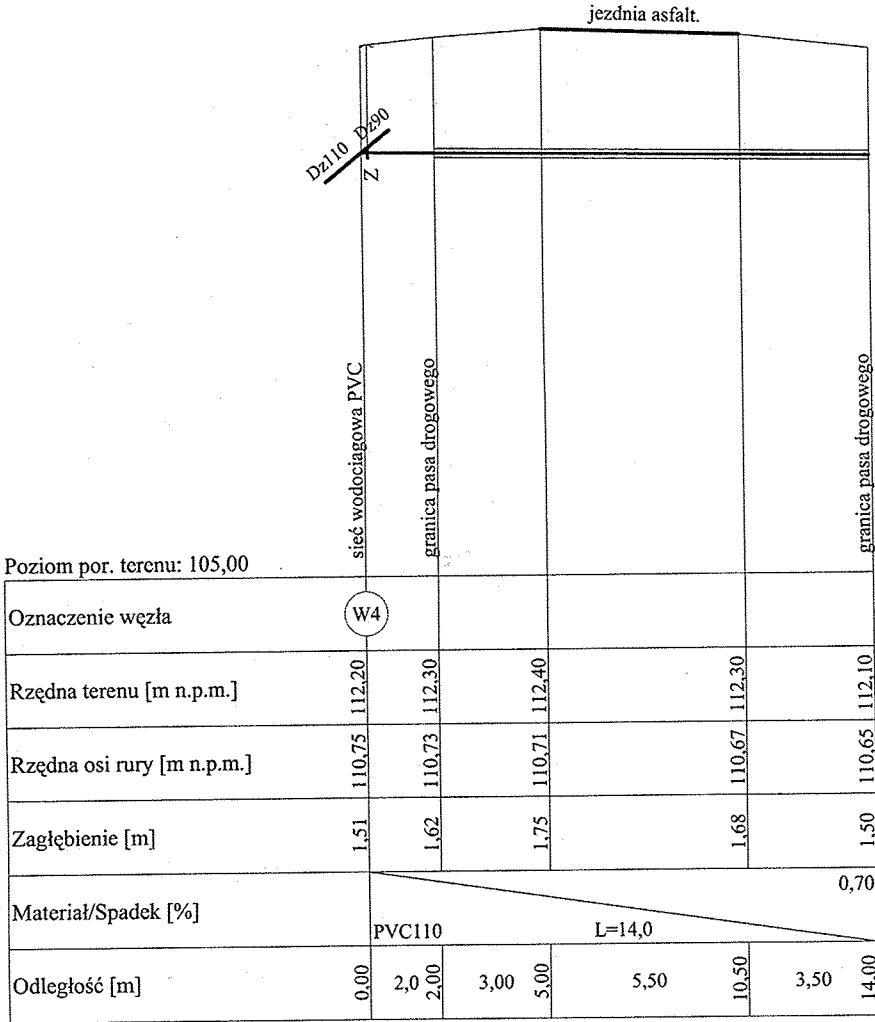 jezdnia asfalt.
Dz110 Dz90
Z
sieć wodociągowa PVC
granica pasa drogowego
granica pasa drogowego
Poziom por. terenu: 105,00
Oznaczenie węzła W4
Rzędna terenu [m n.p.m.] 112,20 112,30 112,40 112,30 112,10
Rzędna osi rury [m n.p.m.] 110,75 110,73 110,71 110,67 110,65
Zagłębienie [m] 1,51 1,62 1,75 1,68 1,50
0,70
Materiał/Spadek [%]
PVC110 L=14,0
Odległość [m] 0,00 2,0 2,00 3,00 5,00 5,50 10,50 3,50 14,00